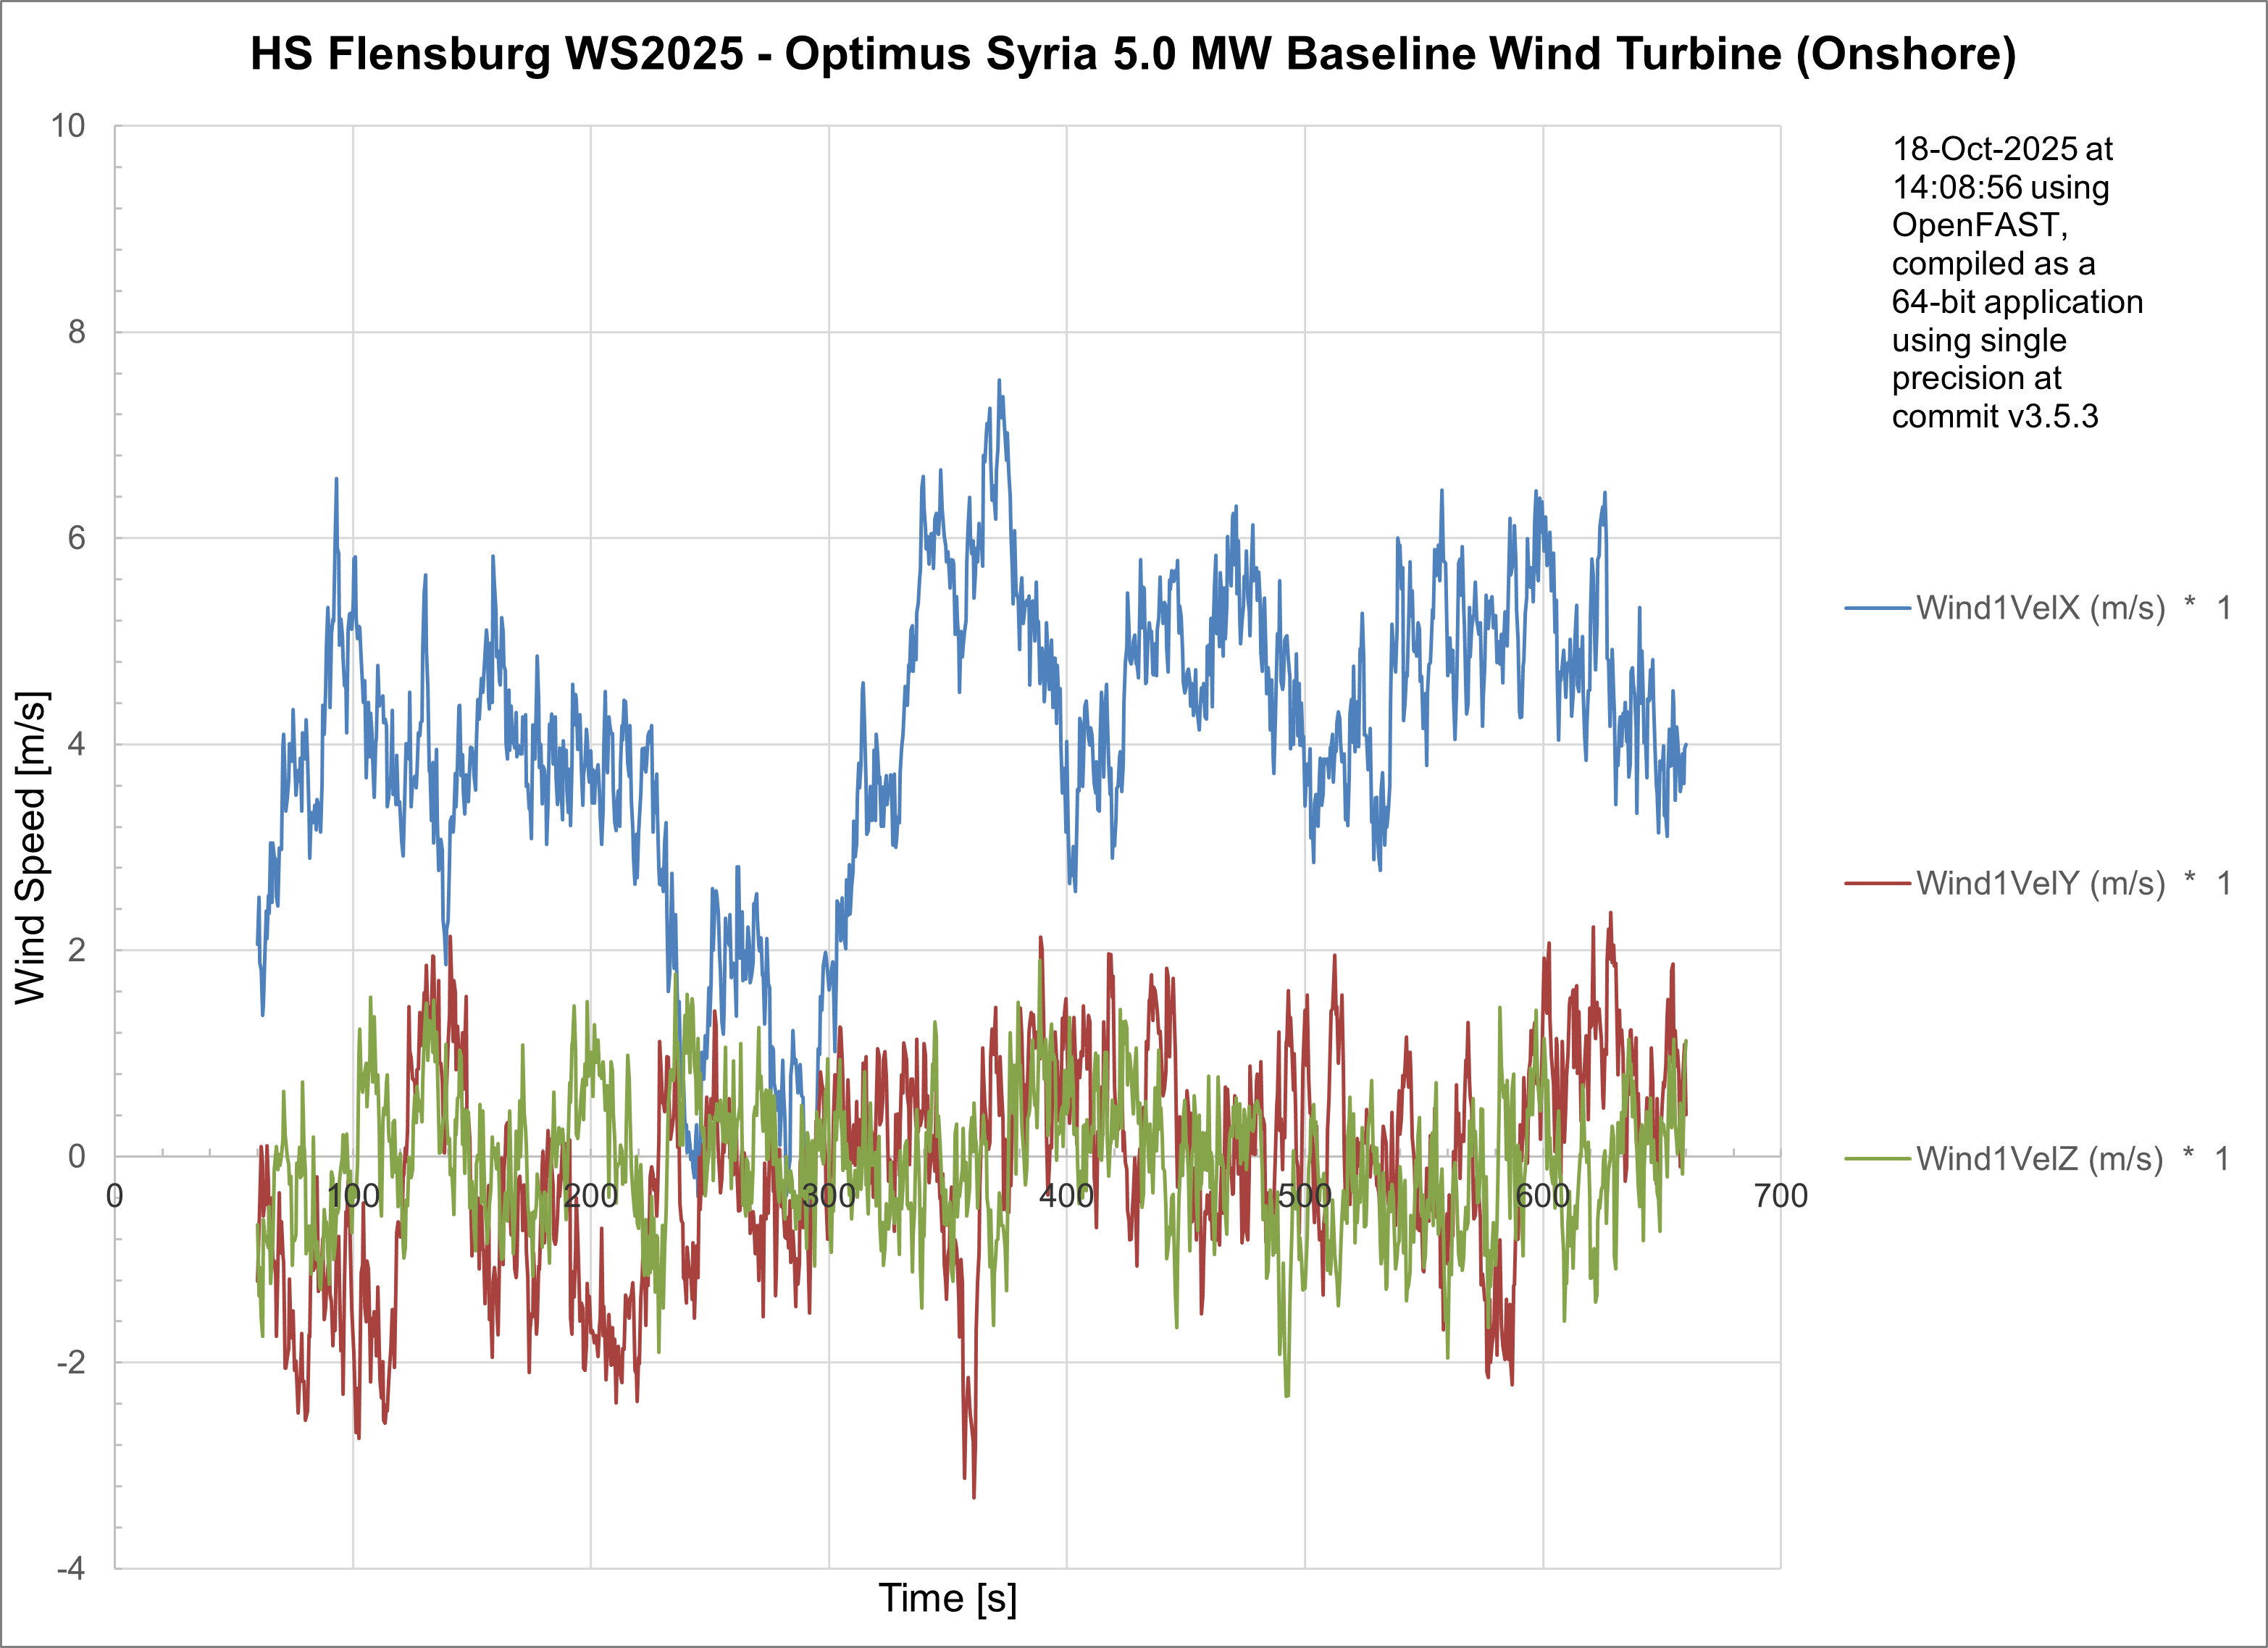 HS Flensburg WS2025 - Optimus Syria 5.0 MW Baseline Wind Turbine (Onshore)
18-Oct-2025 at
14:08:56 using
OpenFAST,
compiled as a
64-bit application
using single
precision at
commit v3.5.3
10
8
6
4
2
0
-2
-4
Wind Speed [m/s]
0 100 200 300 400 500 600 700
Time [s]
Wind1VelX (m/s) * 1
Wind1VelY (m/s) * 1
Wind1VelZ (m/s) * 1